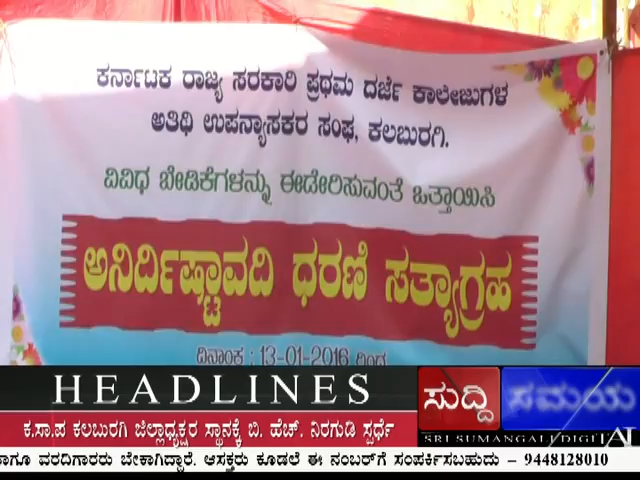 ಕರ್ನಾಟಕ ರಾಜ್ಯ ಸರಕಾರಿ ಪ್ರಥಮ ದರ್ಜೆ ಕಾಲೇಜುಗಳ
ಅತಿಥಿ ಉಪನ್ಯಾಸಕರ ಸಂಘ, ಕಲಬುರಗಿ.
ವಿವಿಧ ಬೇಡಿಕೆಗಳನ್ನು ಈಡೇರಿಸುವಂತೆ ಒತ್ತಾಯಿಸಿ
ಅನಿರ್ದಿಷ್ಟಾವದಿ ಧರಣಿ ಸತ್ಯಾಗ್ರಹ
ದಿನಾಂಕ : 13-01-2016 ರಿಂದ
HEADLINES
ಸುದ್ದಿ ಸಮಯ
ಕ.ಸಾ.ಪ ಕಲಬುರಗಿ ಜಿಲ್ಲಾಧ್ಯಕ್ಷರ ಸ್ಥಾನಕ್ಕೆ ಬಿ. ಹೆಚ್. ನಿರಗುಡಿ ಸ್ಪರ್ಧೆ
SRI SUMANGALI DIGITAL
ಹಾಗೂ ವರದಿಗಾರರು ಬೇಕಾಗಿದ್ದಾರೆ. ಆಸಕ್ತರು ಕೂಡಲೆ ಈ ನಂಬರ್‌ಗೆ ಸಂಪರ್ಕಿಸಬಹುದು – 9448128010